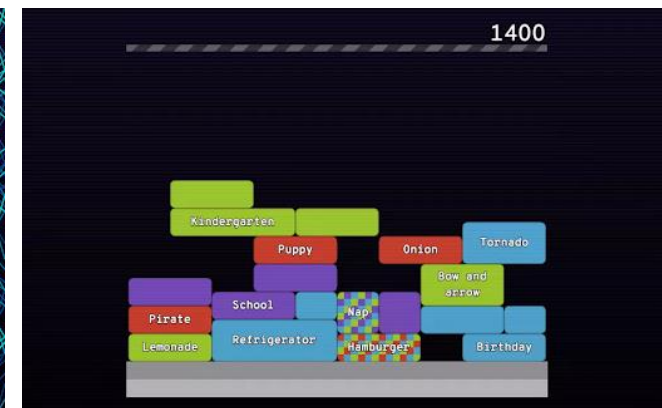 1400
Kindergarten
Puppy
Onion
Tornado
Bow and
arrow
School
Nap
Pirate
Lemonade
Refrigerator
Hamburger
Birthday